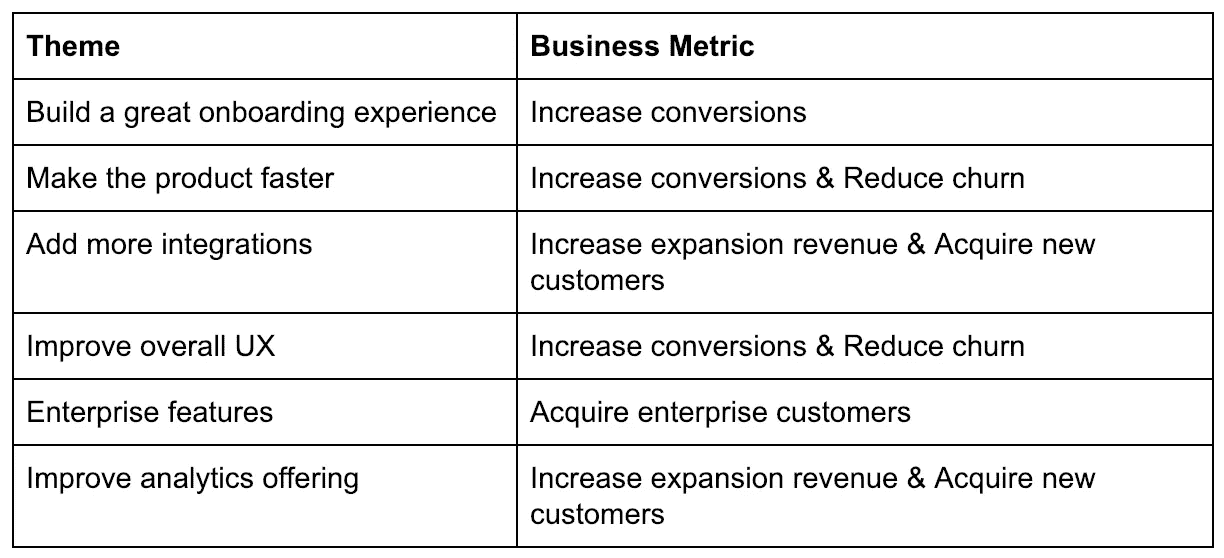 Theme
Business Metric
Build a great onboarding experience
Increase conversions
Make the product faster
Increase conversions & Reduce churn
Add more integrations
Increase expansion revenue & Acquire new
customers
Improve overall UX
Increase conversions & Reduce churn
Enterprise features
Acquire enterprise customers
Improve analytics offering
Increase expansion revenue & Acquire new
customers